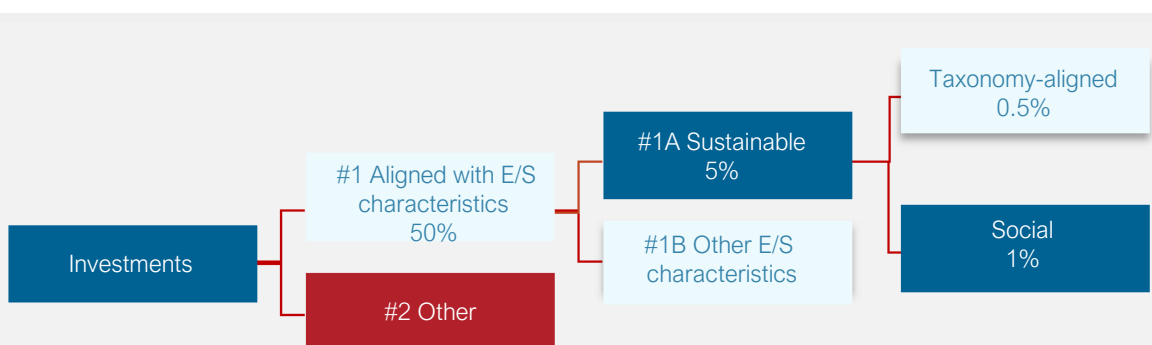 Investments
#1 Aligned with E/S
characteristics
50%
#2 Other
#1A Sustainable
5%
#1B Other E/S
characteristics
Taxonomy-aligned
0.5%
Social
1%